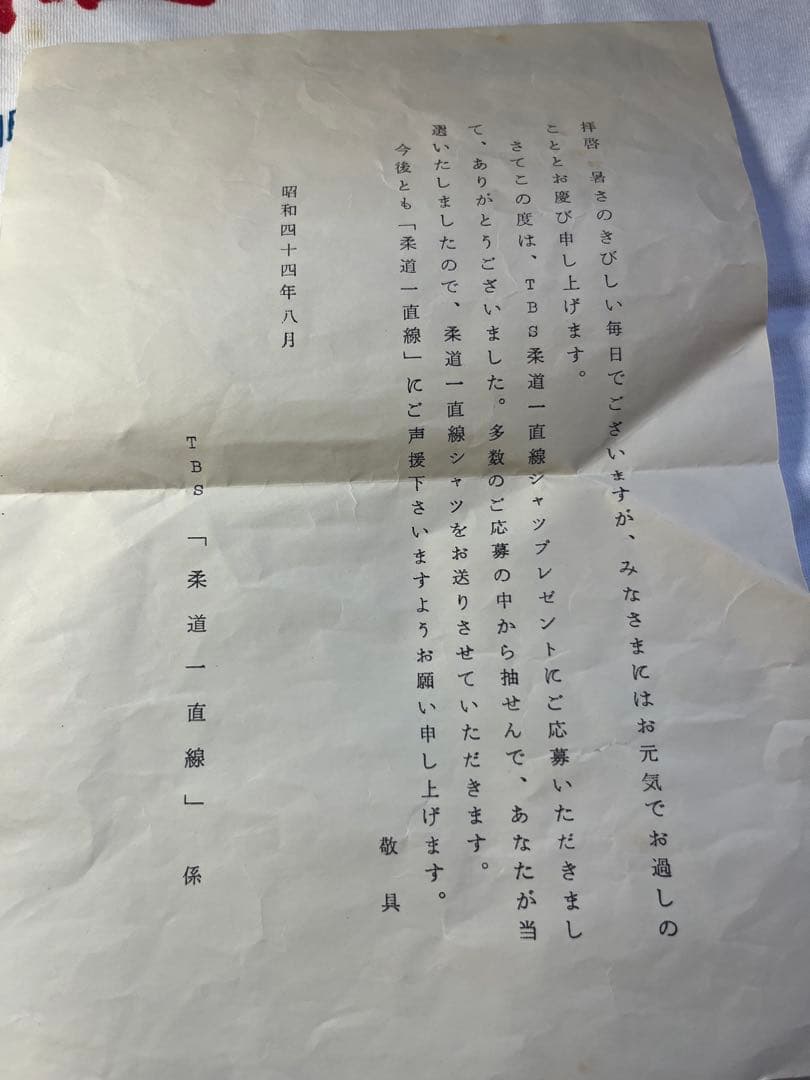 拝啓　暑さのきびしい毎日でございますが、みなさまにはお元気でお過しの
こととお慶び申し上げます。
さてこの度は、TBS柔道一直線シャツプレゼントにご応募いただきまし
て、ありがとうございました。多数のご応募の中から抽せんで、あなたが当
選いたしましたので、柔道一直線シャツをお送りさせていただきます。
今後とも「柔道一直線」にご声援下さいますようお願い申し上げます。
敬具
昭和四十四年八月
TBS「柔道一直線」係